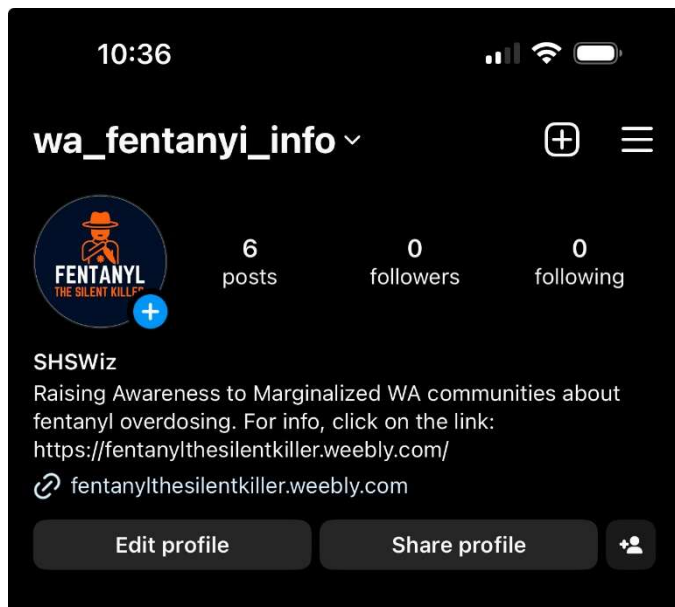 10:36
wa_fentanyi_info
FENTANYL
THE SILENT KILLER
6
posts
0
followers
0
following
SHSWiz
Raising Awareness to Marginalized WA communities about
fentanyl overdosing. For info, click on the link:
https://fentanylthesilentkiller.weebly.com/
fentanylthesilentkiller.weebly.com
Edit profile
Share profile